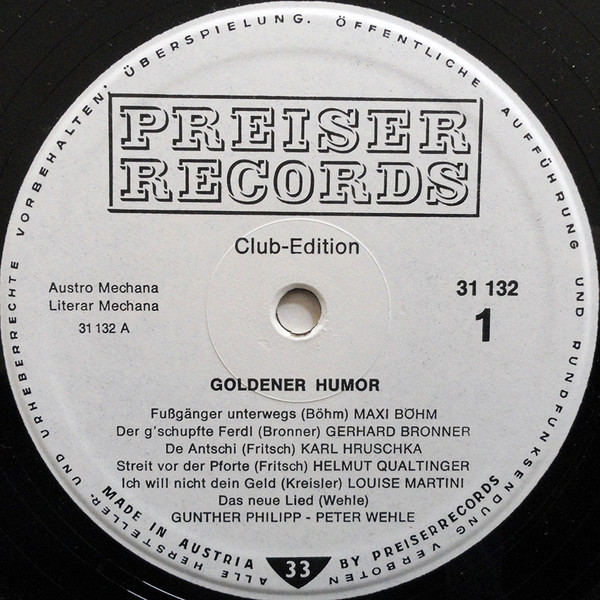 ALLE HERSTELLER- UND URHEBERRECHTE VORBEHALTEN. ÜBERSPIELUNG. ÖFFENTLICHE AUFFÜHRUNG UND RUNDFUNKSENDUNG VERBOTEN
PREISER
RECORDS
Club-Edition
Austro Mechana
Literar Mechana
31 132 A
31 132
1
GOLDENER HUMOR
Fußgänger unterwegs (Böhm) MAXI BÖHM
Der g'schupfte Ferdl (Bronner) GERHARD BRONNER
De Antschi (Fritsch) KARL HRUSCHKA
Streit vor der Pforte (Fritsch) HELMUT QUALTINGER
Ich will nicht dein Geld (Kreisler) LOUISE MARTINI
Das neue Lied (Wehle)
GUNTHER PHILIPP - PETER WEHLE
MADE IN AUSTRIA
33
BY PREISERRECORDS